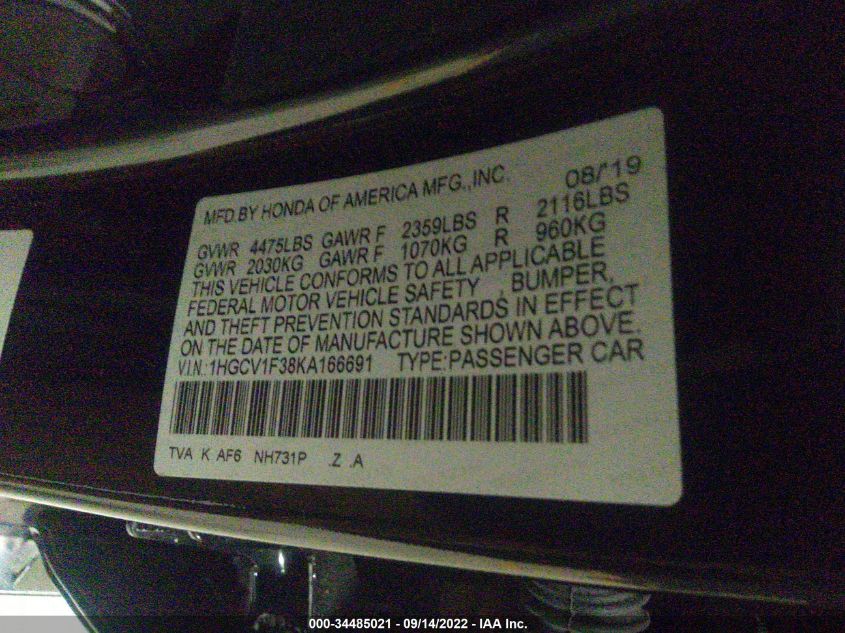 MFD.BY HONDA OF AMERICA MFG.,INC. 08/'19
GVWR 4475LBS GAWR F 2359LBS R 2116LBS
GVWR 2030KG GAWR F 1070KG R 960KG
THIS VEHICLE CONFORMS TO ALL APPLICABLE
FEDERAL MOTOR VEHICLE SAFETY , BUMPER,
AND THEFT PREVENTION STANDARDS IN EFFECT
ON THE DATE OF MANUFACTURE SHOWN ABOVE.
V.I.N.: 1HGCV1F38KA166691 TYPE:PASSENGER CAR
TVA K AF6 NH731P .Z .A
000-34485021 - 09/14/2022 - IAA Inc.